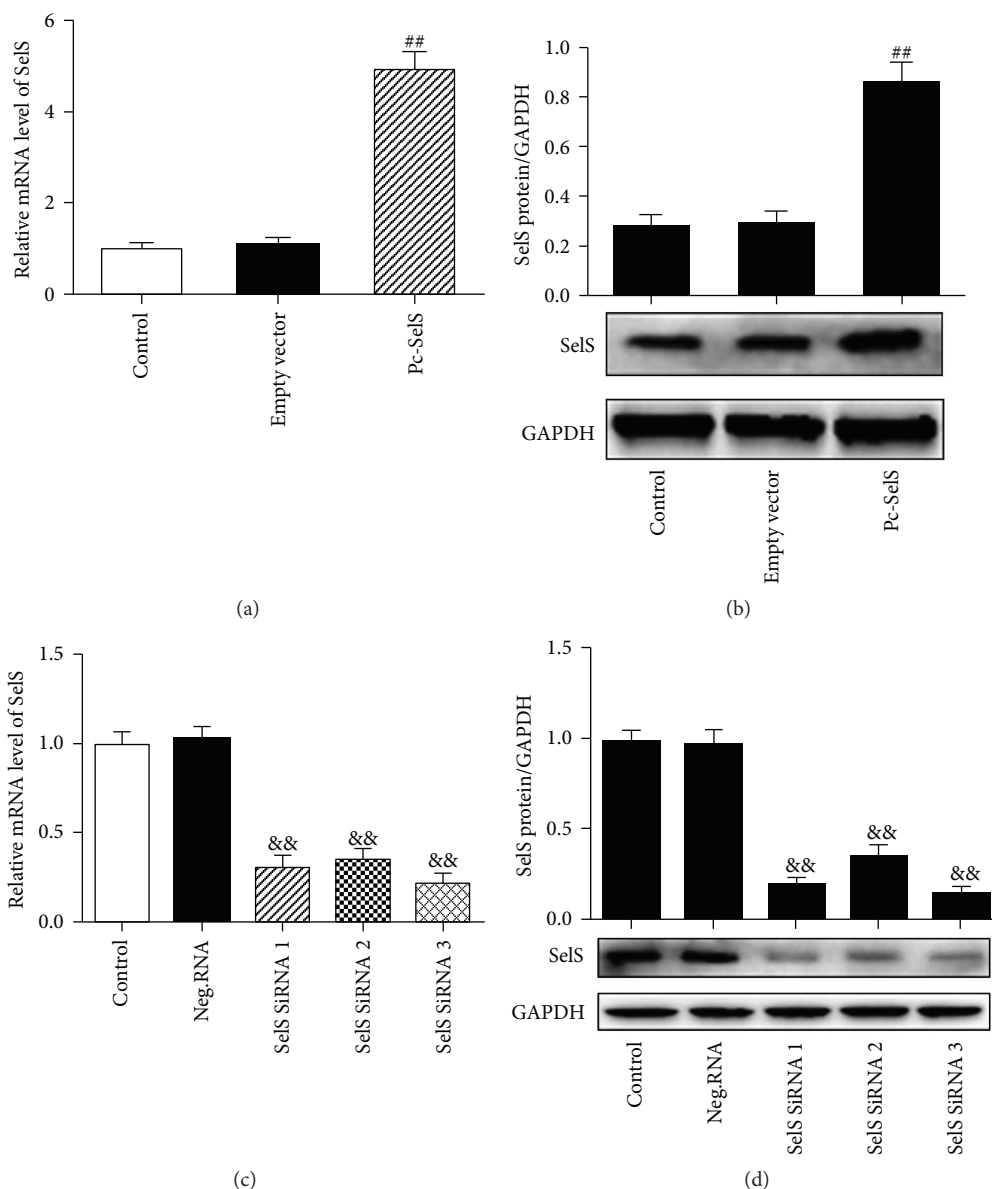 Relative mRNA level of SelS
6
4
2
0
##
Control
Empty vector
Pc-SelS
(a)
SelS protein/GAPDH
1.0
0.8
0.6
0.4
0.2
0.0
##
SelS
GAPDH
Control
Empty vector
Pc-SelS
(b)
Relative mRNA level of SelS
1.5
1.0
0.5
0.0
&&
&&
&&
Control
Neg.RNA
SelS SiRNA 1
SelS SiRNA 2
SelS SiRNA 3
(c)
SelS protein/GAPDH
1.5
1.0
0.5
0.0
&&
&&
&&
SelS
GAPDH
Control
Neg.RNA
SelS SiRNA 1
SelS SiRNA 2
SelS SiRNA 3
(d)